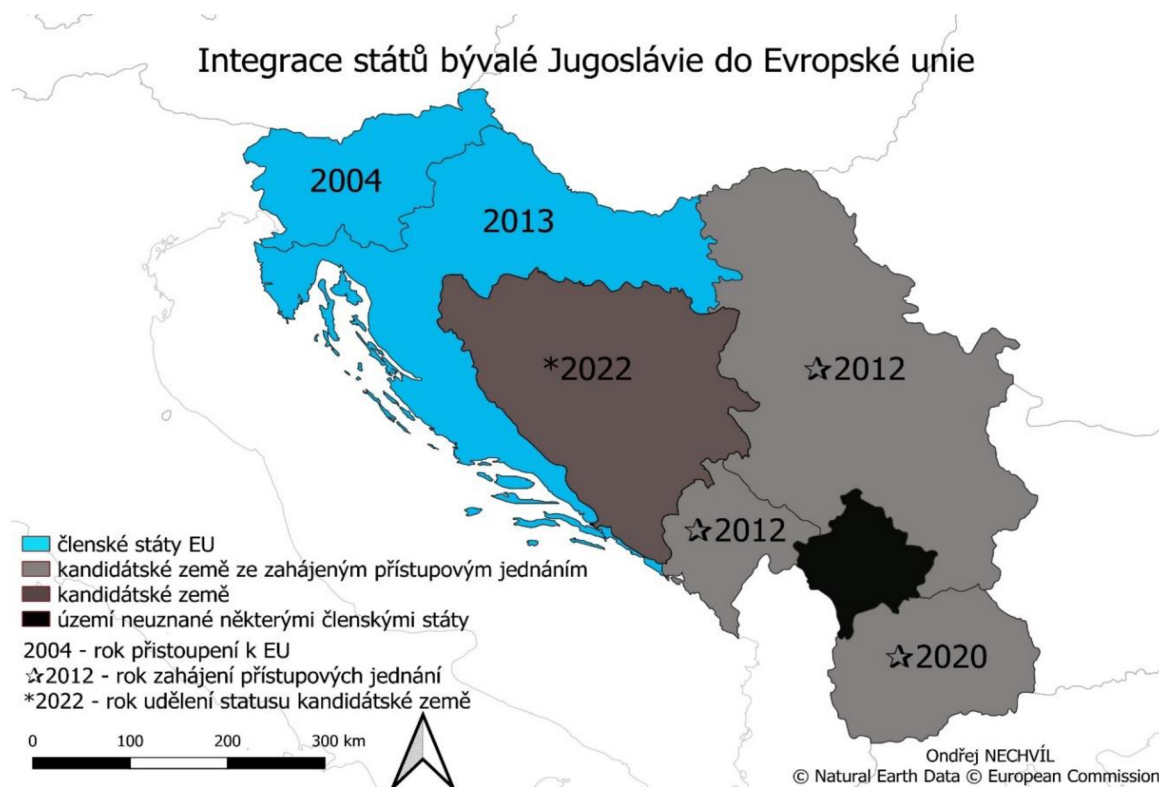 Integrace států bývalé Jugoslávie do Evropské unie
2004
2013
*2022
☆2012
☆2012
☆2020
členské státy EU
kandidátské země ze zahájeným přístupovým jednáním
kandidátské země
území neuznané některými členskými státy
2004 - rok přistoupení k EU
☆2012 - rok zahájení přístupových jednání
*2022 - rok udělení statusu kandidátské země
0 100 200 300 km
Ondřej NECHVÍL
© Natural Earth Data © European Commission